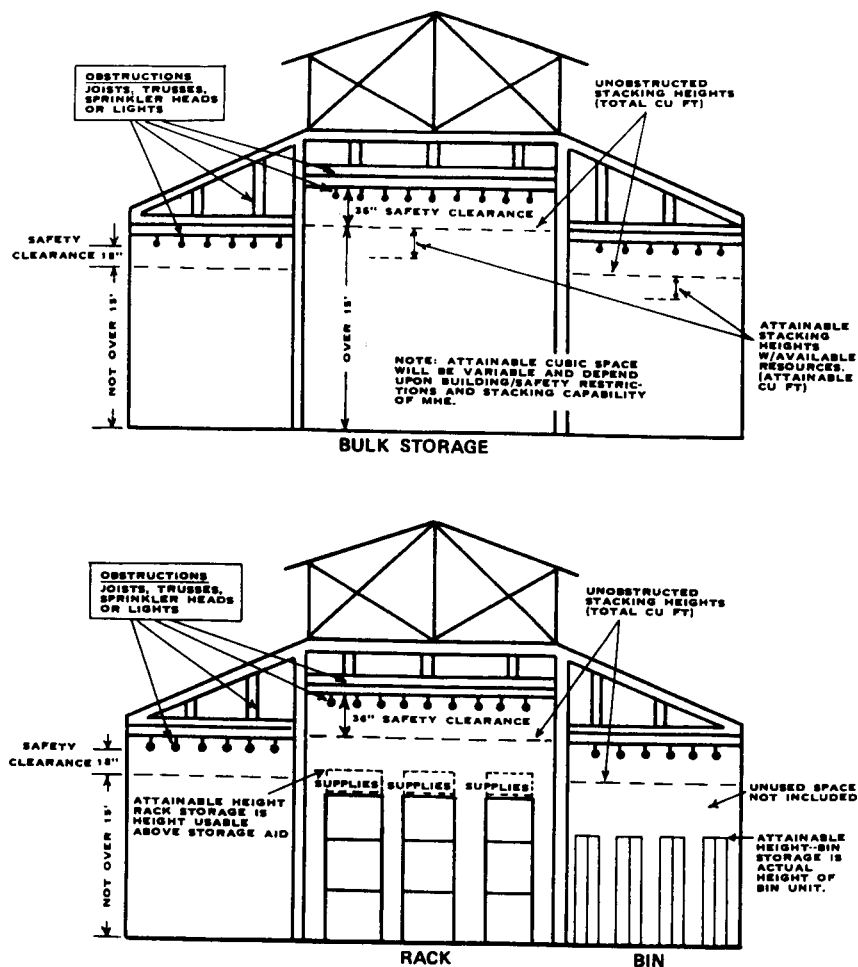 OBSTRUCTIONS
JOISTS, TRUSSES,
SPRINKLER HEADS
OR LIGHTS
UNOBSTRUCTED
STACKING HEIGHTS
(TOTAL CU FT)
36" SAFETY CLEARANCE
SAFETY
CLEARANCE 18"
NOT OVER 15'
OVER 15'
ATTAINABLE
STACKING
HEIGHTS
W/AVAILABLE
RESOURCES.
(ATTAINABLE
CU FT)
NOTE: ATTAINABLE CUBIC SPACE
WILL BE VARIABLE AND DEPEND
UPON BUILDING/SAFETY RESTRIC-
TIONS AND STACKING CAPABILITY
OF MHE.
BULK STORAGE
OBSTRUCTIONS
JOISTS, TRUSSES,
SPRINKLER HEADS
OR LIGHTS
UNOBSTRUCTED
STACKING HEIGHTS
(TOTAL CU FT)
36" SAFETY CLEARANCE
SAFETY
CLEARANCE 18"
NOT OVER 15'
ATTAINABLE HEIGHT
RACK STORAGE IS
HEIGHT USABLE
ABOVE STORAGE AID
SUPPLIES SUPPLIES SUPPLIES
UNUSED SPACE
NOT INCLUDED
ATTAINABLE
HEIGHT--BIN
STORAGE IS
ACTUAL
HEIGHT OF
BIN UNIT.
RACK BIN